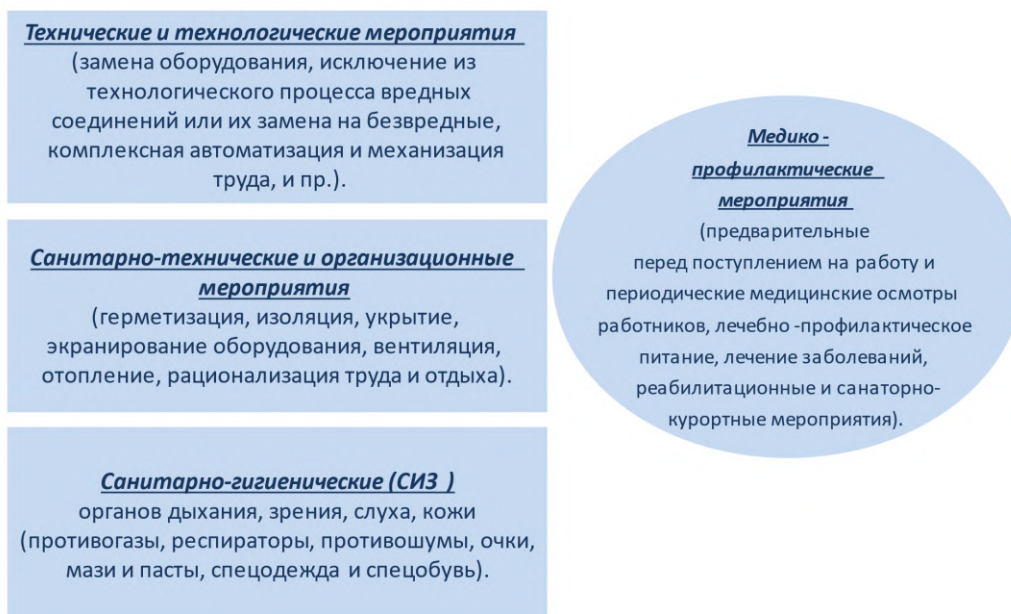 Технические и технологические мероприятия
(замена оборудования, исключение из
технологического процесса вредных
соединений или их замена на безвредные,
комплексная автоматизация и механизация
труда, и пр.).
Санитарно-технические и организационные
мероприятия
(герметизация, изоляция, укрытие,
экранирование оборудования, вентиляция,
отопление, рационализация труда и отдыха).
Санитарно-гигиенические (СИЗ )
органов дыхания, зрения, слуха, кожи
(противогазы, респираторы, противошумы, очки,
мази и пасты, спецодежда и спецобувь).
Медико -
профилактические
мероприятия
(предварительные
перед поступлением на работу и
периодические медицинские осмотры
работников, лечебно -профилактическое
питание, лечение заболеваний,
реабилитационные и санаторно-
курортные мероприятия).